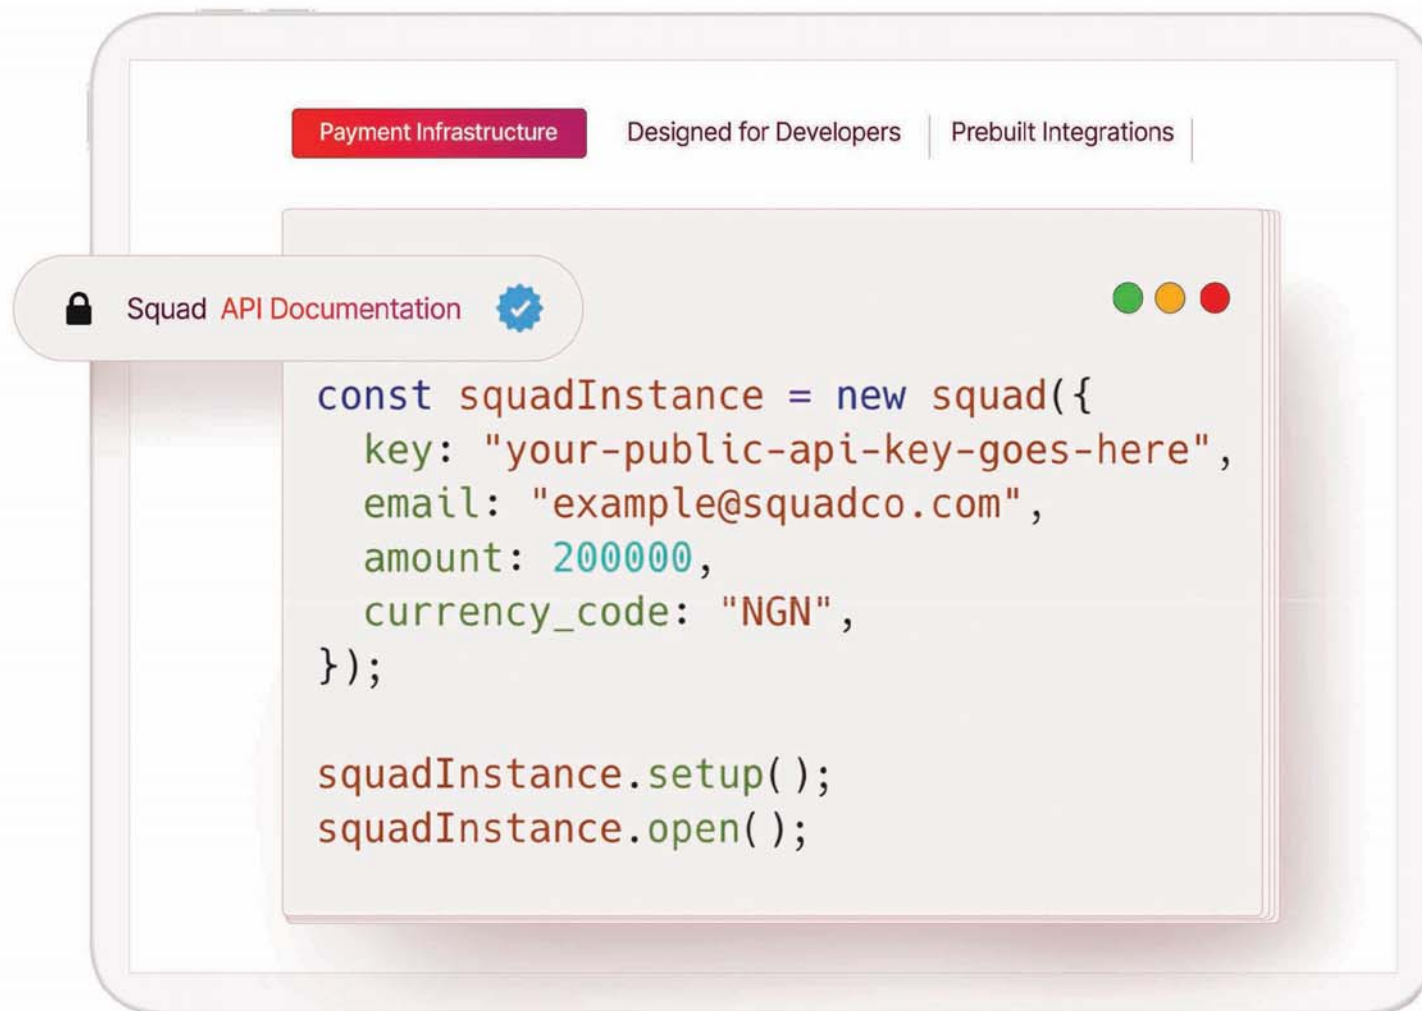 Payment Infrastructure Designed for Developers Prebuilt Integrations
Squad API Documentation
const squadInstance = new squad({
  key: "your-public-api-key-goes-here",
  email: "example@squadco.com",
  amount: 200000,
  currency_code: "NGN",
});
squadInstance.setup();
squadInstance.open();